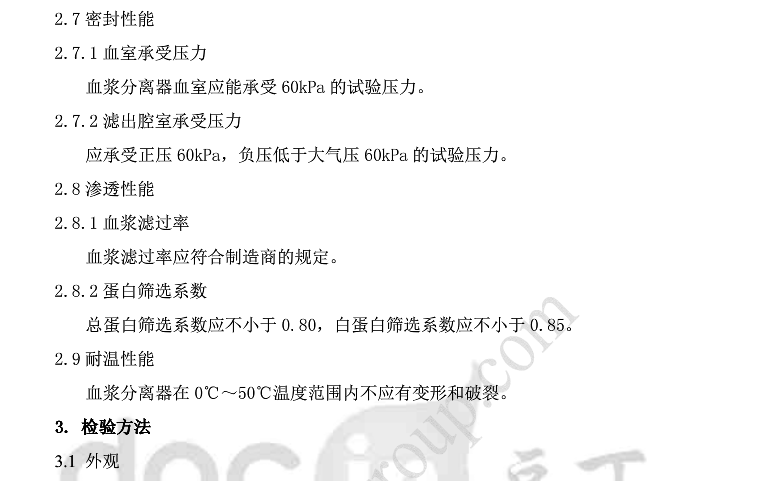 2.7 密封性能
2.7.1 血室承受压力
血浆分离器血室应能承受 60kPa 的试验压力。
2.7.2 滤出腔室承受压力
应承受正压 60kPa，负压低于大气压 60kPa 的试验压力。
2.8 渗透性能
2.8.1 血浆滤过率
血浆滤过率应符合制造商的规定。
2.8.2 蛋白筛选系数
总蛋白筛选系数应不小于 0.80，白蛋白筛选系数应不小于 0.85。
2.9 耐温性能
血浆分离器在 0℃～50℃温度范围内不应有变形和破裂。
3. 检验方法
3.1 外观
roup.com